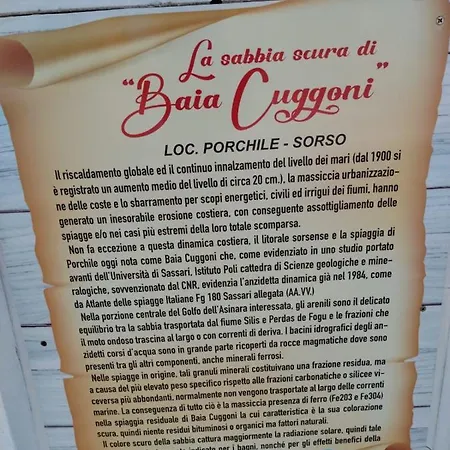 La sabbia scura di
"Baia Cuggoni"
LOC. PORCHILE - SORSO
Il riscaldamento globale ed il continuo innalzamento del livello dei mari (dal 1900 si
è registrato un aumento medio del livello di circa 20 cm.), la massiccia urbanizzazio-
ne delle coste e lo sbarramento per scopi energetici, civili ed irrigui dei fiumi, hanno
generato un inesorabile erosione costiera, con conseguente assottigliamento delle
spiagge e/o nei casi più estremi della loro totale scomparsa.
Non fa eccezione a questa dinamica costiera, il litorale sorsense e la spiaggia di
Porchile oggi nota come Baia Cuggoni che, come evidenziato in uno studio portato
avanti dell'Università di Sassari, Istituto Poli cattedra di Scienze geologiche e mine-
ralogiche, sovvenzionato dal CNR, evidenzia l'anzidetta dinamica già nel 1984, come
da Atlante delle spiagge Italiane Fg 180 Sassari allegata (AA.VV.)
Nella porzione centrale del Golfo dell'Asinara interessata, gli arenili sono il delicato
equilibrio tra la sabbia trasportata dal fiume Silis e Perdas de Fogu e le frazioni che
il moto ondoso trascina al largo o con correnti di deriva. I bacini idrografici degli an-
zidetti corsi d'acqua sono in grande parte ricoperti da rocce magmatiche dove sono
presenti tra gli altri componenti, anche minerali ferrosi.
Nelle spiagge in origine, tali granuli minerali costituivano una frazione residua, ma
a causa del più elevato peso specifico rispetto alle frazioni carbonatiche o silicee vi-
ceversa più abbondanti, normalmente non vengono trasportate al largo delle correnti
marine. La conseguenza di tutto ciò è la massiccia presenza di ferro (Fe203 e Fe304)
nella spiaggia residuale di Baia Cuggoni la cui caratteristica è la sua colorazione
scura, quindi niente residui bituminosi o organici ma fattori naturali.
Il colore scuro della sabbia cattura maggiormente la radiazione solare, quindi tale
indicato per i bagni, nonché per gli effetti benefici della